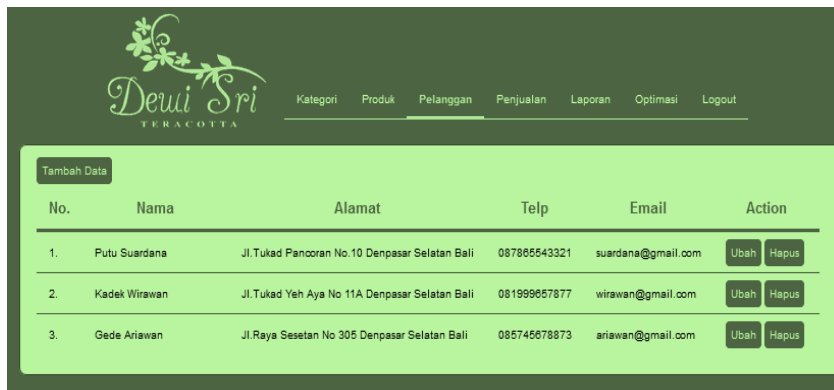 Dewi Sri
TERACOTTA
Kategori Produk Pelanggan Penjualan Laporan Optimasi Logout
Tambah Data
No. Nama Alamat Telp Email Action
1. Putu Suardana Jl.Tukad Pancoran No.10 Denpasar Selatan Bali 087865543321 suardana@gmail.com Ubah Hapus
2. Kadek Wirawan Jl.Tukad Yeh Aya No 11A Denpasar Selatan Bali 081999657877 wirawan@gmail.com Ubah Hapus
3. Gede Ariawan Jl.Raya Sesetan No 305 Denpasar Selatan Bali 085745678873 ariawan@gmail.com Ubah Hapus